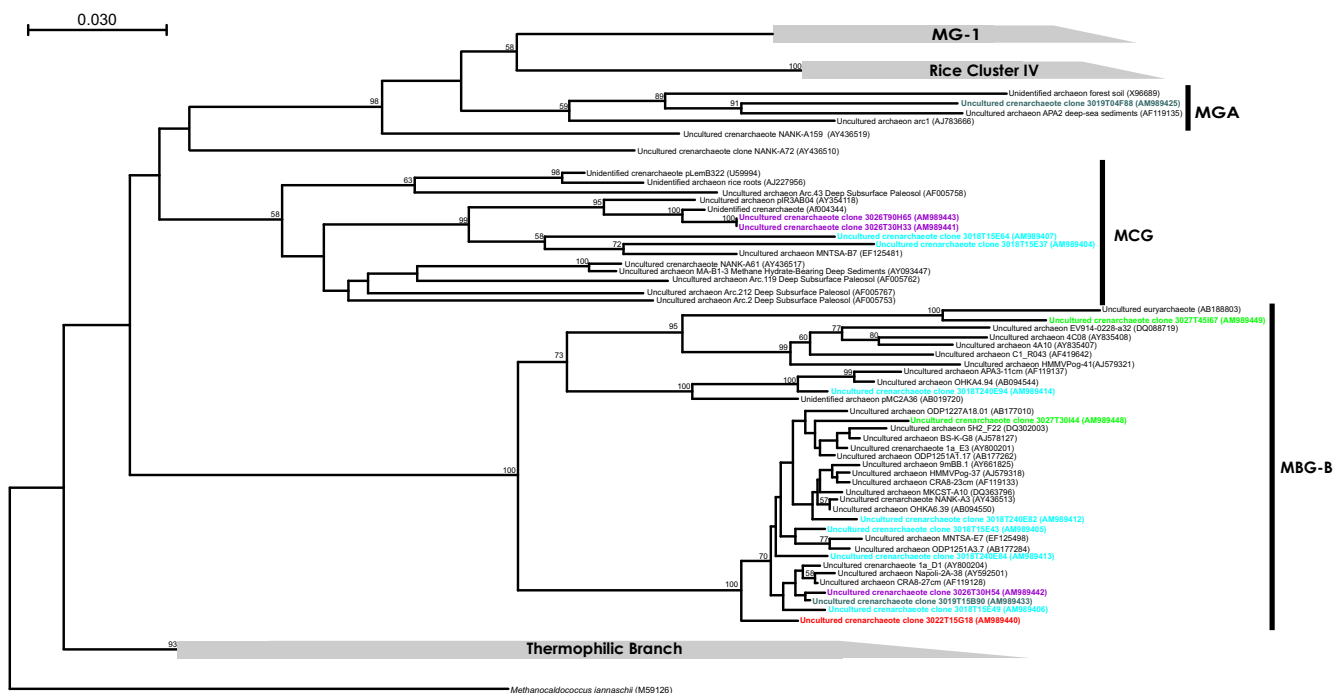 0.030
MG-1
58
100
Rice Cluster IV
Unidentified archaeon forest soil (X96689)
89
Uncultured crenarchaeote clone 3019T04F88 (AM989425)
91
98
59
Uncultured archaeon APA2 deep-sea sediments (AF119135)
MGA
Uncultured archaeon arc1 (AJ783666)
Uncultured crenarchaeote NANK-A159 (AY436519)
Uncultured crenarchaeote clone NANK-A72 (AY436510)
98
Unidentified crenarchaeote pLemB322 (U59994)
63
Unidentified archaeon rice roots (AJ227956)
Uncultured archaeon Arc.43 Deep Subsurface Paleosol (AF005758)
95
Uncultured archaeon pIR3AB04 (AY354118)
100
Unidentified crenarchaeote (Af004344)
58
99
100
Uncultured crenarchaeote clone 3026T90H65 (AM989443)
Uncultured crenarchaeote clone 3026T30H33 (AM989441)
MCG
58
Uncultured crenarchaeote clone 3018T15E64 (AM989407)
72
Uncultured crenarchaeote clone 3018T15E37 (AM989404)
Uncultured archaeon MNTSA-B7 (EF125481)
100
Uncultured crenarchaeote NANK-A61 (AY436517)
Uncultured archaeon MA-B1-3 Methane Hydrate-Bearing Deep Sediments (AY093447)
Uncultured archaeon Arc.119 Deep Subsurface Paleosol (AF005762)
Uncultured archaeon Arc.212 Deep Subsurface Paleosol (AF005767)
Uncultured archaeon Arc.2 Deep Subsurface Paleosol (AF005753)
100
Uncultured euryarchaeote (AB188803)
Uncultured crenarchaeote clone 3027T45I67 (AM989449)
95
77
Uncultured archaeon EV914-0228-a32 (DQ088719)
60
80
Uncultured archaeon 4C08 (AY835408)
Uncultured archaeon 4A10 (AY835407)
73
99
Uncultured archaeon C1_R043 (AF419642)
Uncultured archaeon HMMVPog-41(AJ579321)
99
Uncultured archaeon APA3-11cm (AF119137)
100
100
Uncultured archaeon OHKA4.94 (AB094544)
Uncultured crenarchaeote clone 3018T240E94 (AM989414)
Unidentified archaeon pMC2A36 (AB019720)
Uncultured archaeon ODP1227A18.01 (AB177010)
Uncultured crenarchaeote clone 3027T30I44 (AM989448)
Uncultured archaeon 5H2_F22 (DQ302003)
Uncultured archaeon BS-K-G8 (AJ578127)
Uncultured crenarchaeote 1a_E3 (AY800201)
Uncultured archaeon ODP1251A1.17 (AB177262)
Uncultured archaeon 9mBB.1 (AY661825)
100
Uncultured archaeon HMMVPog-37 (AJ579318)
MBG-B
Uncultured archaeon CRA8-23cm (AF119133)
Uncultured archaeon MKCST-A10 (DQ363796)
57
Uncultured crenarchaeote NANK-A3 (AY436513)
Uncultured archaeon OHKA6.39 (AB094550)
Uncultured crenarchaeote clone 3018T240E82 (AM989412)
Uncultured crenarchaeote clone 3018T15E43 (AM989405)
77
Uncultured archaeon MNTSA-E7 (EF125498)
Uncultured archaeon ODP1251A3.7 (AB177284)
70
Uncultured crenarchaeote clone 3018T240E84 (AM989413)
Uncultured crenarchaeote 1a_D1 (AY800204)
58
Uncultured archaeon Napoli-2A-38 (AY592501)
Uncultured archaeon CRA8-27cm (AF119128)
100
Uncultured crenarchaeote clone 3026T30H54 (AM989442)
Uncultured crenarchaeote clone 3019T15B90 (AM989433)
Uncultured crenarchaeote clone 3018T15E49 (AM989406)
Uncultured crenarchaeote clone 3022T15G18 (AM989440)
93
Thermophilic Branch
Methanocaldococcus jannaschii (M59126)